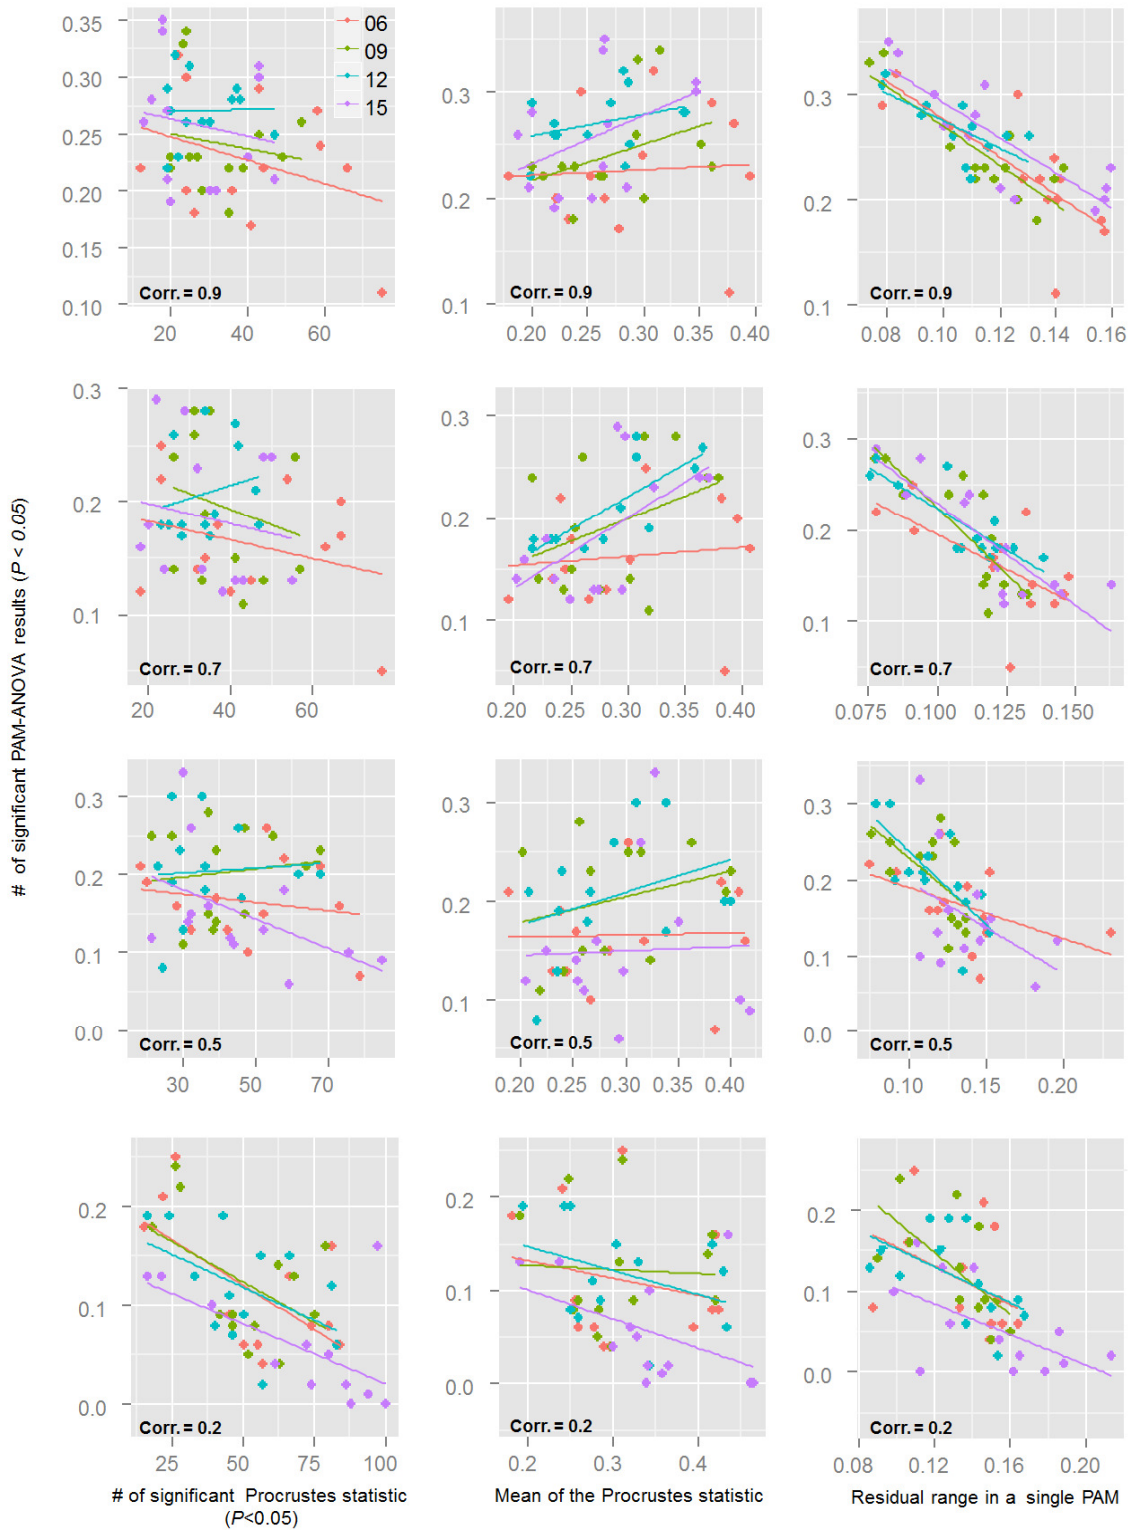 0.35
0.30
0.25
0.20
0.15
0.10
06
09
12
15
Corr. = 0.9
20 40 60
0.3
0.2
0.1
Corr. = 0.9
0.20 0.25 0.30 0.35 0.40
0.3
0.2
0.1
Corr. = 0.9
0.08 0.10 0.12 0.14 0.16
0.3
0.2
0.1
Corr. = 0.7
20 40 60
0.3
0.2
0.1
Corr. = 0.7
0.20 0.25 0.30 0.35 0.40
0.3
0.2
0.1
Corr. = 0.7
0.075 0.100 0.125 0.150
# of significant PAM-ANOVA results (P < 0.05)
0.3
0.2
0.1
0.0
Corr. = 0.5
30 50 70
0.3
0.2
0.1
Corr. = 0.5
0.20 0.25 0.30 0.35 0.40
0.3
0.2
0.1
0.0
Corr. = 0.5
0.10 0.15 0.20
0.2
0.1
0.0
Corr. = 0.2
25 50 75 100
0.2
0.1
0.0
Corr. = 0.2
0.2 0.3 0.4
0.2
0.1
0.0
Corr. = 0.2
0.08 0.12 0.16 0.20
# of significant Procrustes statistic
(P<0.05)
Mean of the Procrustes statistic
Residual range in a single PAM